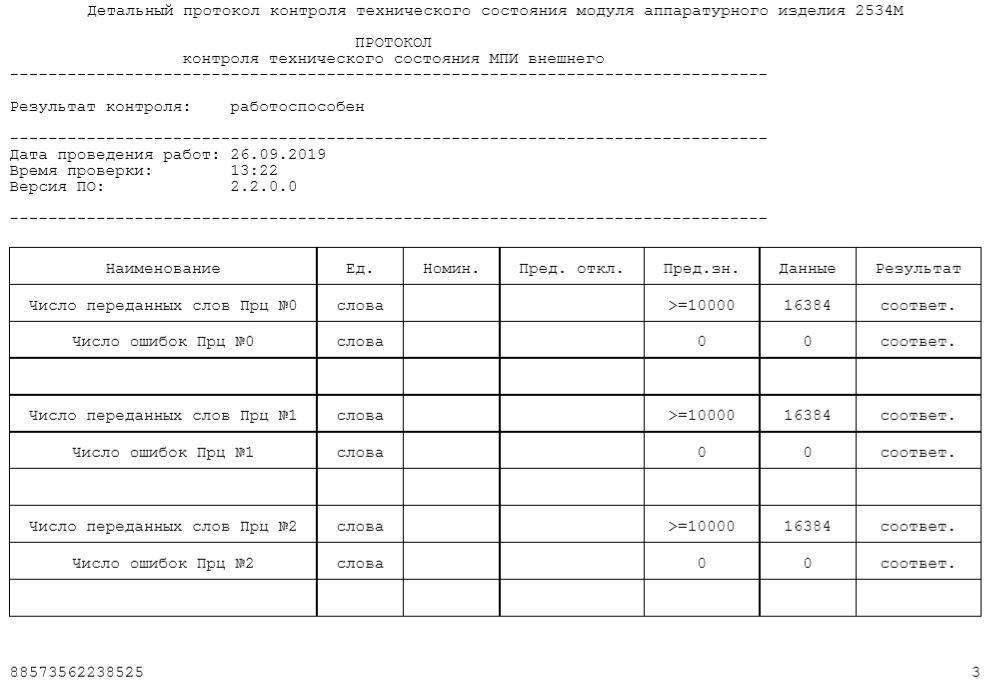 Детальный протокол контроля технического состояния модуля аппаратурного изделия 2534М
ПРОТОКОЛ
контроля технического состояния МПИ внешнего
-------------------------------------------------------------------------------
Результат контроля: работоспособен
-------------------------------------------------------------------------------
Дата проведения работ: 26.09.2019
Время проверки: 13:22
Версия ПО: 2.2.0.0
-------------------------------------------------------------------------------
Наименование Ед. Номин. Пред. откл. Пред.зн. Данные Результат
Число переданных слов Прц №0 слова >=10000 16384 соответ.
Число ошибок Прц №0 слова 0 0 соответ.
Число переданных слов Прц №1 слова >=10000 16384 соответ.
Число ошибок Прц №1 слова 0 0 соответ.
Число переданных слов Прц №2 слова >=10000 16384 соответ.
Число ошибок Прц №2 слова 0 0 соответ.
88573562238525 3